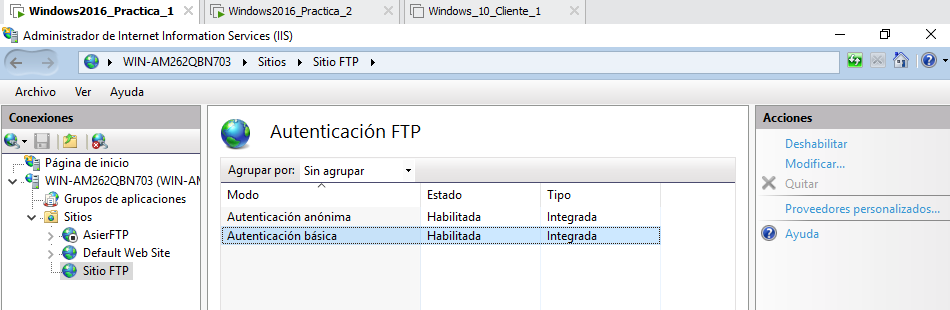 Windows2016_Practica_1 Windows2016_Practica_2 Windows_10_Cliente_1
Administrador de Internet Information Services (IIS)
WIN-AM262QBN703 Sitios Sitio FTP
Archivo Ver Ayuda
Conexiones
Página de inicio
WIN-AM262QBN703 (WIN-AM
Grupos de aplicaciones
Sitios
AsierFTP
Default Web Site
Sitio FTP
Autenticación FTP
Agrupar por: Sin agrupar
Modo Estado Tipo
Autenticación anónima Habilitada Integrada
Autenticación básica Habilitada Integrada
Acciones
Deshabilitar
Modificar...
Quitar
Proveedores personalizados...
Ayuda